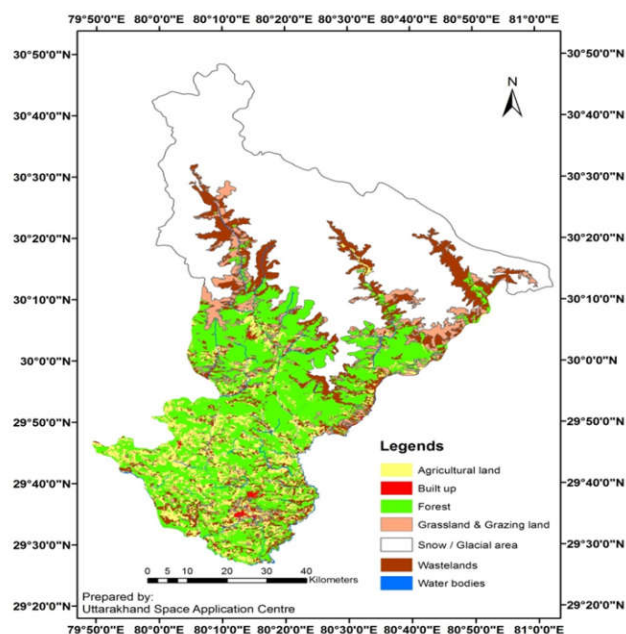 79°50'0"E 80°0'0"E 80°10'0"E 80°20'0"E 80°30'0"E 80°40'0"E 80°50'0"E 81°0'0"E
30°50'0"N 30°50'0"N
N
30°40'0"N 30°40'0"N
30°30'0"N 30°30'0"N
30°20'0"N 30°20'0"N
30°10'0"N 30°10'0"N
30°0'0"N 30°0'0"N
29°50'0"N 29°50'0"N
Legends
Agricultural land
Built up
29°40'0"N 29°40'0"N
Forest
Grassland & Grazing land
Snow / Glacial area
29°30'0"N 29°30'0"N
Wastelands
Water bodies
0 5 10 20 30 40
Kilometers
Prepared by:
Uttarakhand Space Application Centre
29°20'0"N 29°20'0"N
79°50'0"E 80°0'0"E 80°10'0"E 80°20'0"E 80°30'0"E 80°40'0"E 80°50'0"E 81°0'0"E